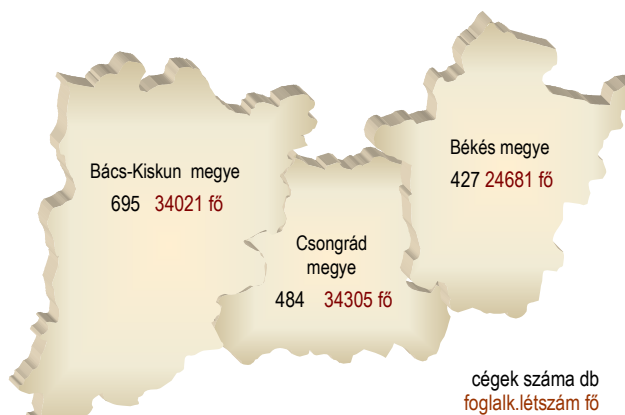 Bács-Kiskun megye
695 34021 fő
Csongrád
megye
484 34305 fő
Békés megye
427 24681 fő
cégek száma db
foglalk.létszám fő